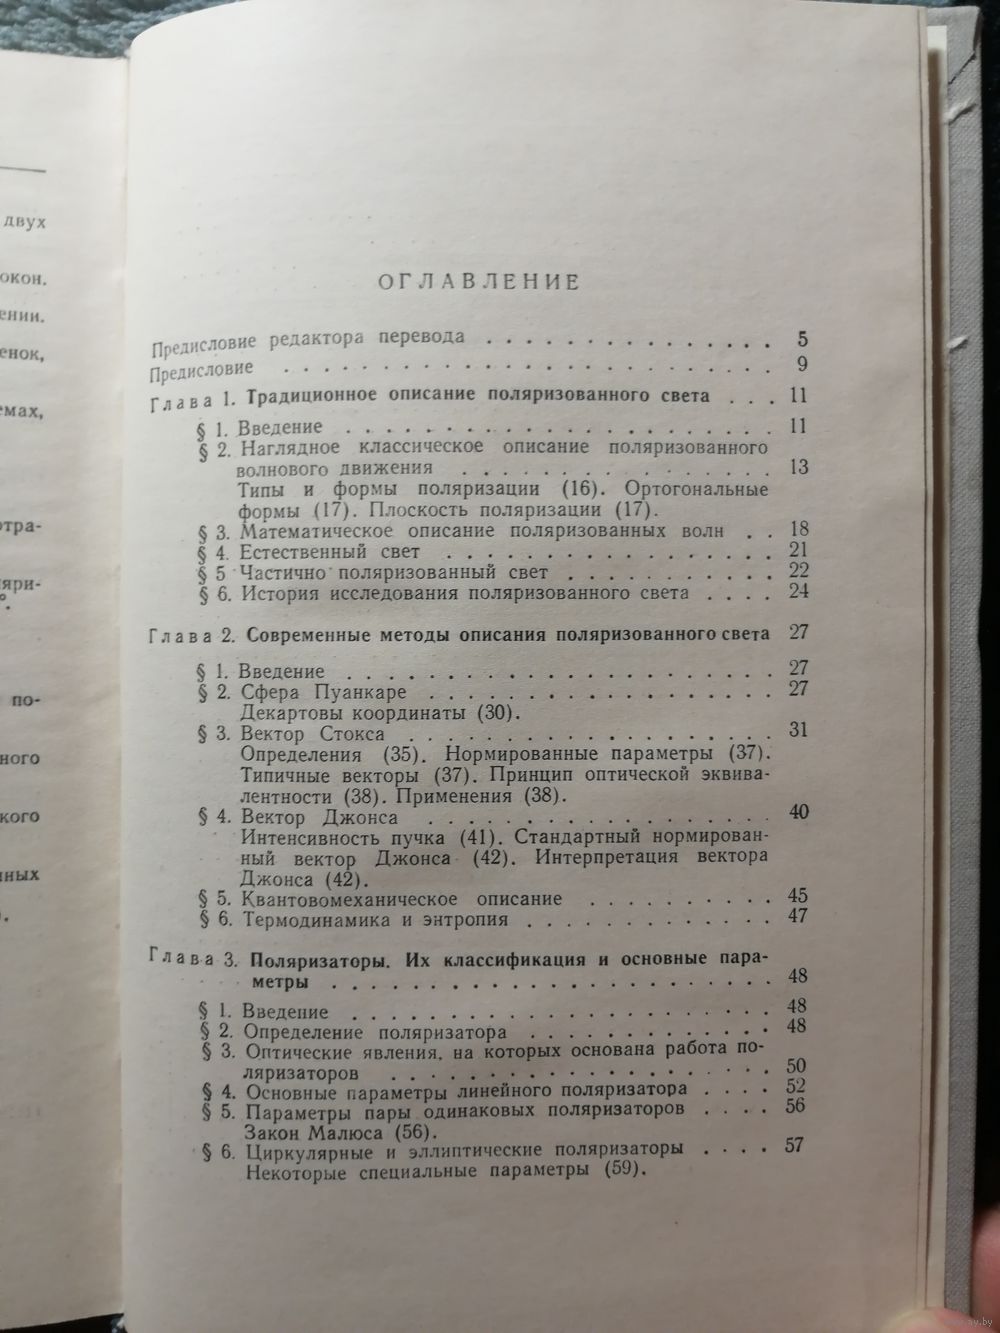 двух
окон.
ении.
енок,
емах,
отра-
ляри-
по-
ного
кого
нных
ОГЛАВЛЕНИЕ
Предисловие редактора перевода . . . . . . . . . . . . . . 5
Предисловие . . . . . . . . . . . . . . . . . . . . . . . 9
Глава 1. Традиционное описание поляризованного света . . . 11
§ 1. Введение . . . . . . . . . . . . . . . . . . . . . 11
§ 2. Наглядное классическое описание поляризованного
волнового движения . . . . . . . . . . . . . . 13
Типы и формы поляризации (16). Ортогональные
формы (17). Плоскость поляризации (17).
§ 3. Математическое описание поляризованных волн . . 18
§ 4. Естественный свет . . . . . . . . . . . . . . . 21
§ 5 Частично поляризованный свет . . . . . . . . . . 22
§ 6. История исследования поляризованного света . . . . 24
Глава 2. Современные методы описания поляризованного света 27
§ 1. Введение . . . . . . . . . . . . . . . . . . . . 27
§ 2. Сфера Пуанкаре . . . . . . . . . . . . . . . . 27
Декартовы координаты (30).
§ 3. Вектор Стокса . . . . . . . . . . . . . . . . . 31
Определения (35). Нормированные параметры (37).
Типичные векторы (37). Принцип оптической эквива-
лентности (38). Применения (38).
§ 4. Вектор Джонса . . . . . . . . . . . . . . . . 40
Интенсивность пучка (41). Стандартный нормирован-
ный вектор Джонса (42). Интерпретация вектора
Джонса (42).
§ 5. Квантовомеханическое описание . . . . . . . . . 45
§ 6. Термодинамика и энтропия . . . . . . . . . . . . 47
Глава 3. Поляризаторы. Их классификация и основные пара-
метры . . . . . . . . . . . . . . . . . . . . . 48
§ 1. Введение . . . . . . . . . . . . . . . . . . . . 48
§ 2. Определение поляризатора . . . . . . . . . . . . 48
§ 3. Оптические явления, на которых основана работа по-
ляризаторов . . . . . . . . . . . . . . . . . . 50
§ 4. Основные параметры линейного поляризатора . . . . 52
§ 5. Параметры пары одинаковых поляризаторов . . . . 56
Закон Малюса (56).
§ 6. Циркулярные и эллиптические поляризаторы . . . . 57
Некоторые специальные параметры (59).